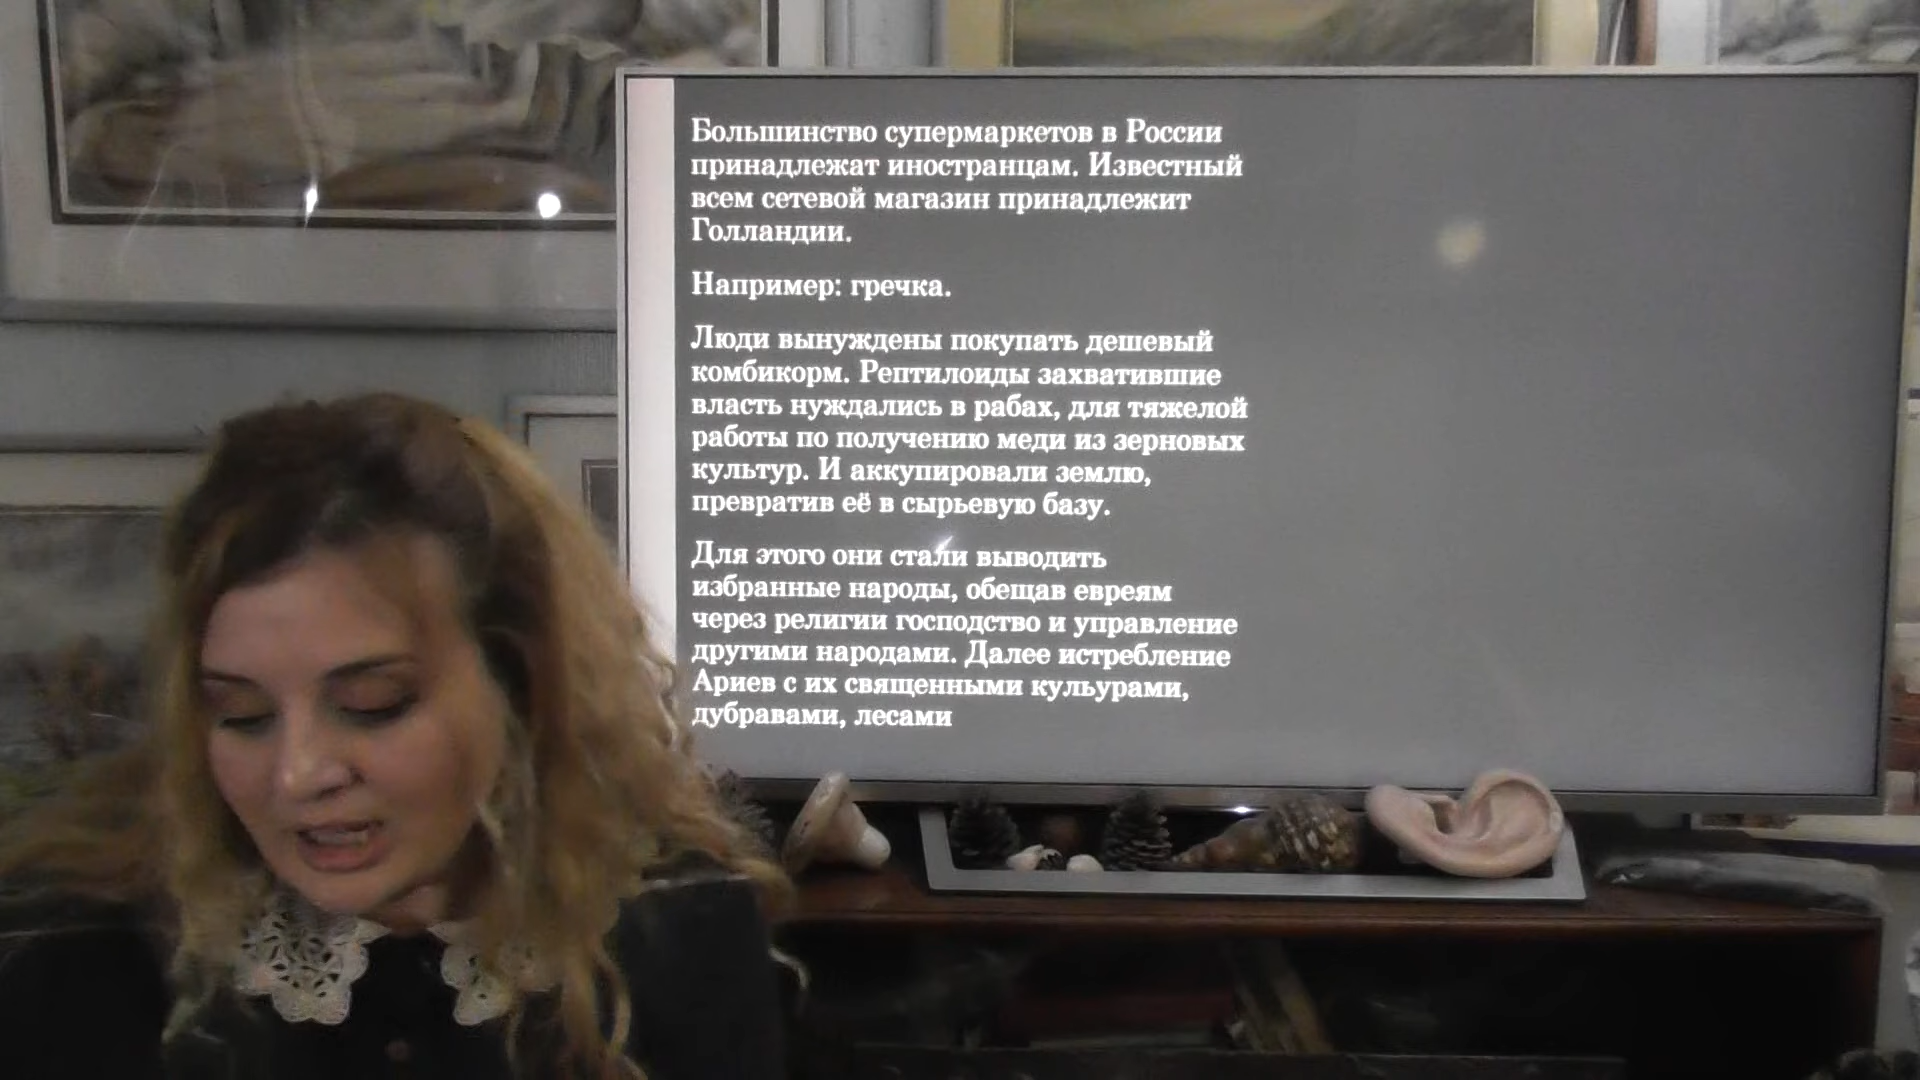 Большинство супермаркетов в России
принадлежат иностранцам. Известный
всем сетевой магазин принадлежит
Голландии.
Например: гречка.
Люди вынуждены покупать дешевый
комбикорм. Рептилоиды захватившие
власть нуждались в рабах, для тяжелой
работы по получению меди из зерновых
культур. И аккупировали землю,
превратив её в сырьевую базу.
Для этого они стали выводить
избранные народы, обещав евреям
через религии господство и управление
другими народами. Далее истребление
Ариев с их священными кульурами,
дубравами, лесами